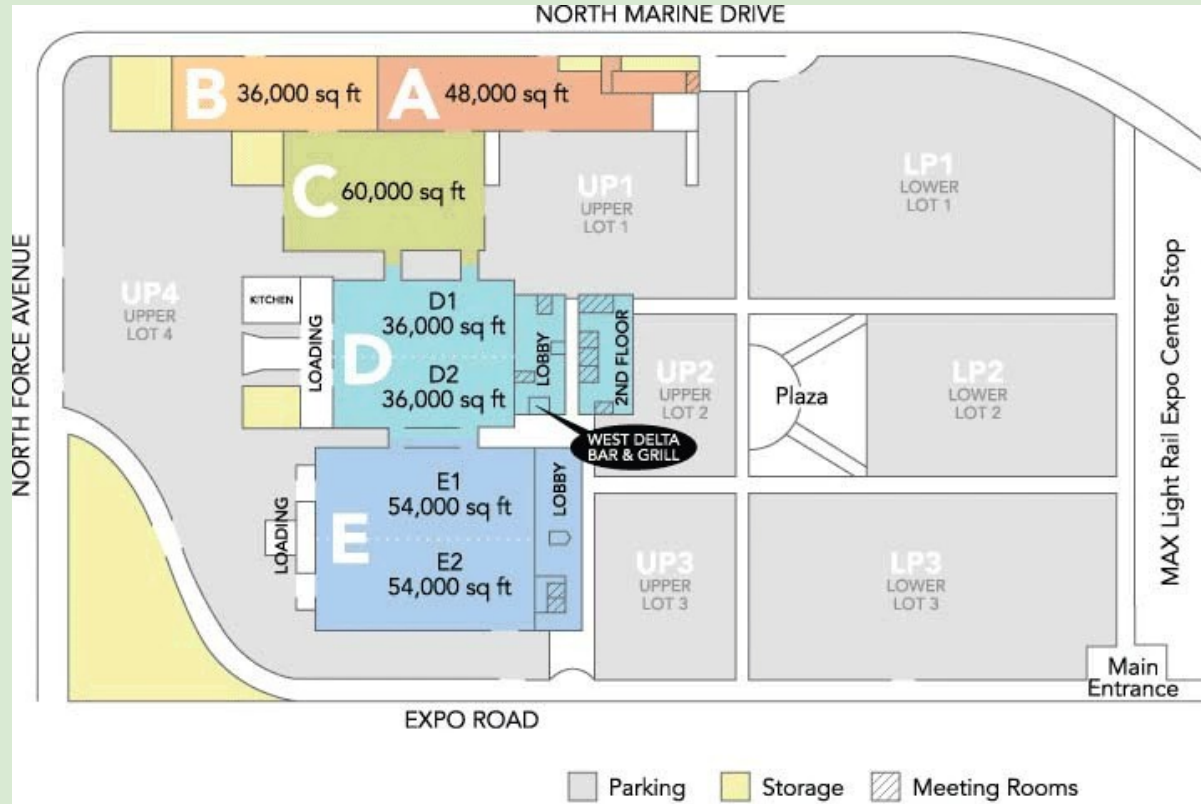 NORTH MARINE DRIVE
B 36,000 sq ft
A 48,000 sq ft
C 60,000 sq ft
UP1
UPPER
LOT 1
LP1
LOWER
LOT 1
NORTH FORCE AVENUE
UP4
UPPER
LOT 4
KITCHEN
LOADING
D
D1
36,000 sq ft
D2
36,000 sq ft
LOBBY
2ND FLOOR
WEST DELTA
BAR & GRILL
UP2
UPPER
LOT 2
Plaza
LP2
LOWER
LOT 2
MAX Light Rail Expo Center Stop
LOADING
E
E1
54,000 sq ft
E2
54,000 sq ft
LOBBY
UP3
UPPER
LOT 3
LP3
LOWER
LOT 3
Main
Entrance
EXPO ROAD
Parking
Storage
Meeting Rooms